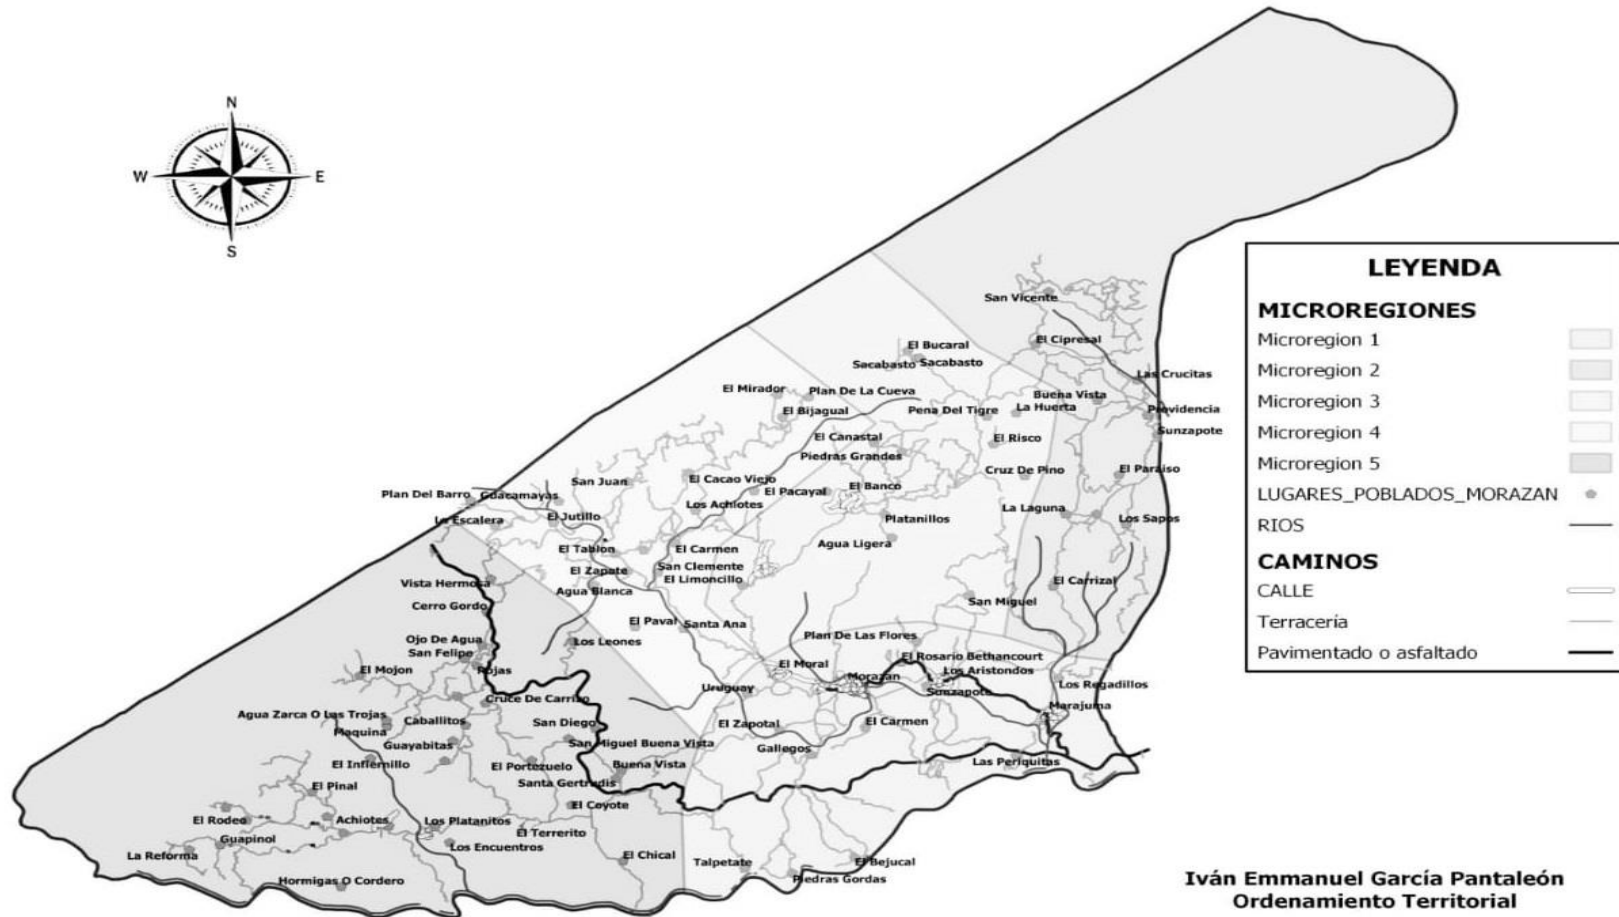 N
W
E
S
LEYENDA
MICROREGIONES
Microregion 1
Microregion 2
Microregion 3
Microregion 4
Microregion 5
LUGARES_POBLADOS_MORAZAN
RIOS
CAMINOS
CALLE
Terracería
Pavimentado o asfaltado
San Vicente
El Cipresal
El Bucaral
Sacabasto
Sacabasto
Las Crucitas
El Mirador
Plan De La Cueva
Buena Vista
El Bijagual
Pena Del Tigre
La Huerta
Providencia
Sunzapote
El Canastal
El Risco
Piedras Grandes
Cruz De Pino
El Paraiso
San Juan
El Cacao Viejo
El Pacayal
El Banco
Plan Del Barro
Guacamayas
Los Achiotes
La Laguna
Los Sapos
La Escalera
El Jutillo
Platanillos
El Tablon
El Carmen
Agua Ligera
San Clemente
El Zapote
El Limoncillo
Vista Hermosa
Agua Blanca
El Carrizal
Cerro Gordo
San Miguel
El Paval
Santa Ana
Ojo De Agua
Los Leones
Plan De Las Flores
San Felipe
El Rosario Bethancourt
El Mojon
Rojas
El Moral
Los Aristondos
Morazan
Uruguay
Sunzapote
Los Regadillos
Cruce De Carrizo
Marajuma
Agua Zarca O Las Trojas
Caballitos
San Diego
El Zapotal
El Carmen
Maquina
Guayabitas
San Miguel Buena Vista
Gallegos
El Infiernillo
El Portezuelo
Buena Vista
Las Periquitas
El Pinal
Santa Gertrudis
El Coyote
El Rodeo
Achiotes
Los Platanitos
El Terrerito
Guapinol
Los Encuentros
La Reforma
El Chical
Talpetate
El Bejucal
Hormigas O Cordero
Piedras Gordas
Iván Emmanuel García Pantaleón
Ordenamiento Territorial